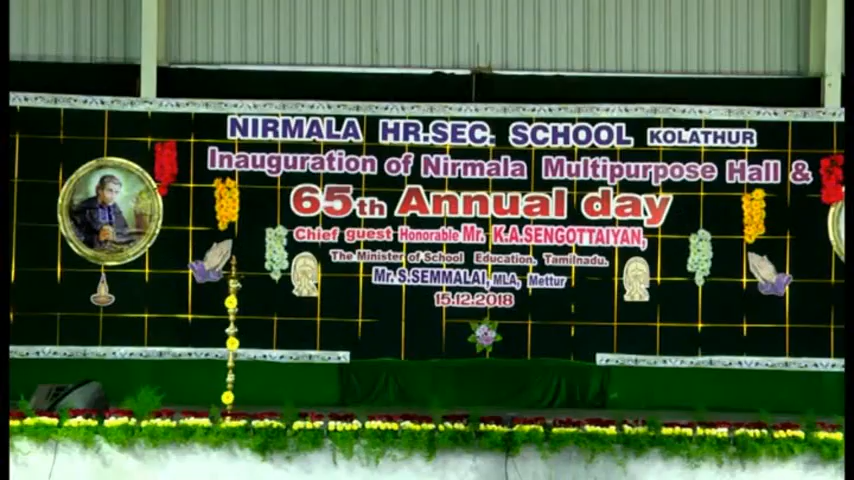 NIRMALA HR.SEC. SCHOOL KOLATHUR
Inauguration of Nirmala Multipurpose Hall &
65th Annual day
Chief guest Honorable Mr. K.A.SENGOTTAIYAN,
The Minister of School Education. Tamilnadu.
Mr. S.SEMMALAI, MLA, Mettur
15.12.2018